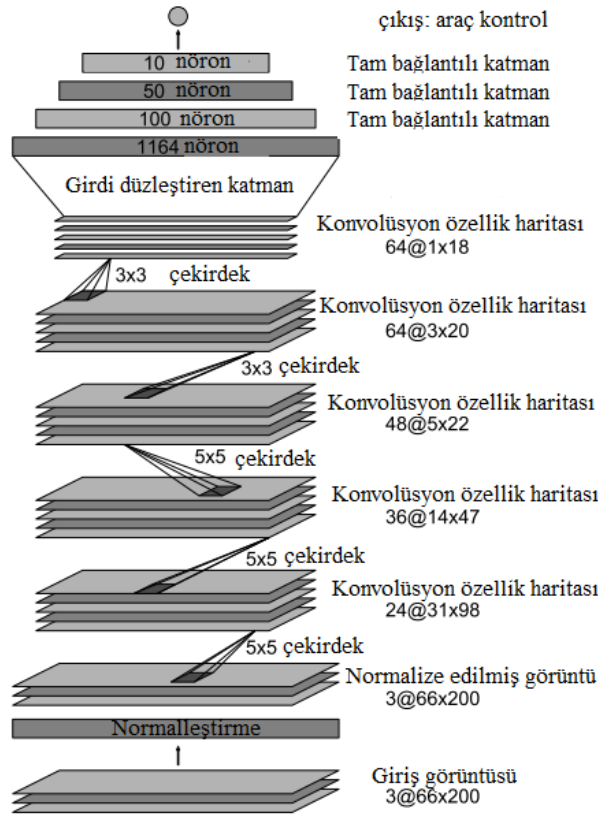 çıkış: araç kontrol
10 nöron
Tam bağlantılı katman
50 nöron
Tam bağlantılı katman
100 nöron
Tam bağlantılı katman
1164 nöron
Girdi düzleştiren katman
Konvolüsyon özellik haritası
64@1x18
3x3 çekirdek
Konvolüsyon özellik haritası
64@3x20
3x3 çekirdek
Konvolüsyon özellik haritası
48@5x22
5x5 çekirdek
Konvolüsyon özellik haritası
36@14x47
5x5 çekirdek
Konvolüsyon özellik haritası
24@31x98
5x5 çekirdek
Normalize edilmiş görüntü
3@66x200
Normalleştirme
Giriş görüntüsü
3@66x200